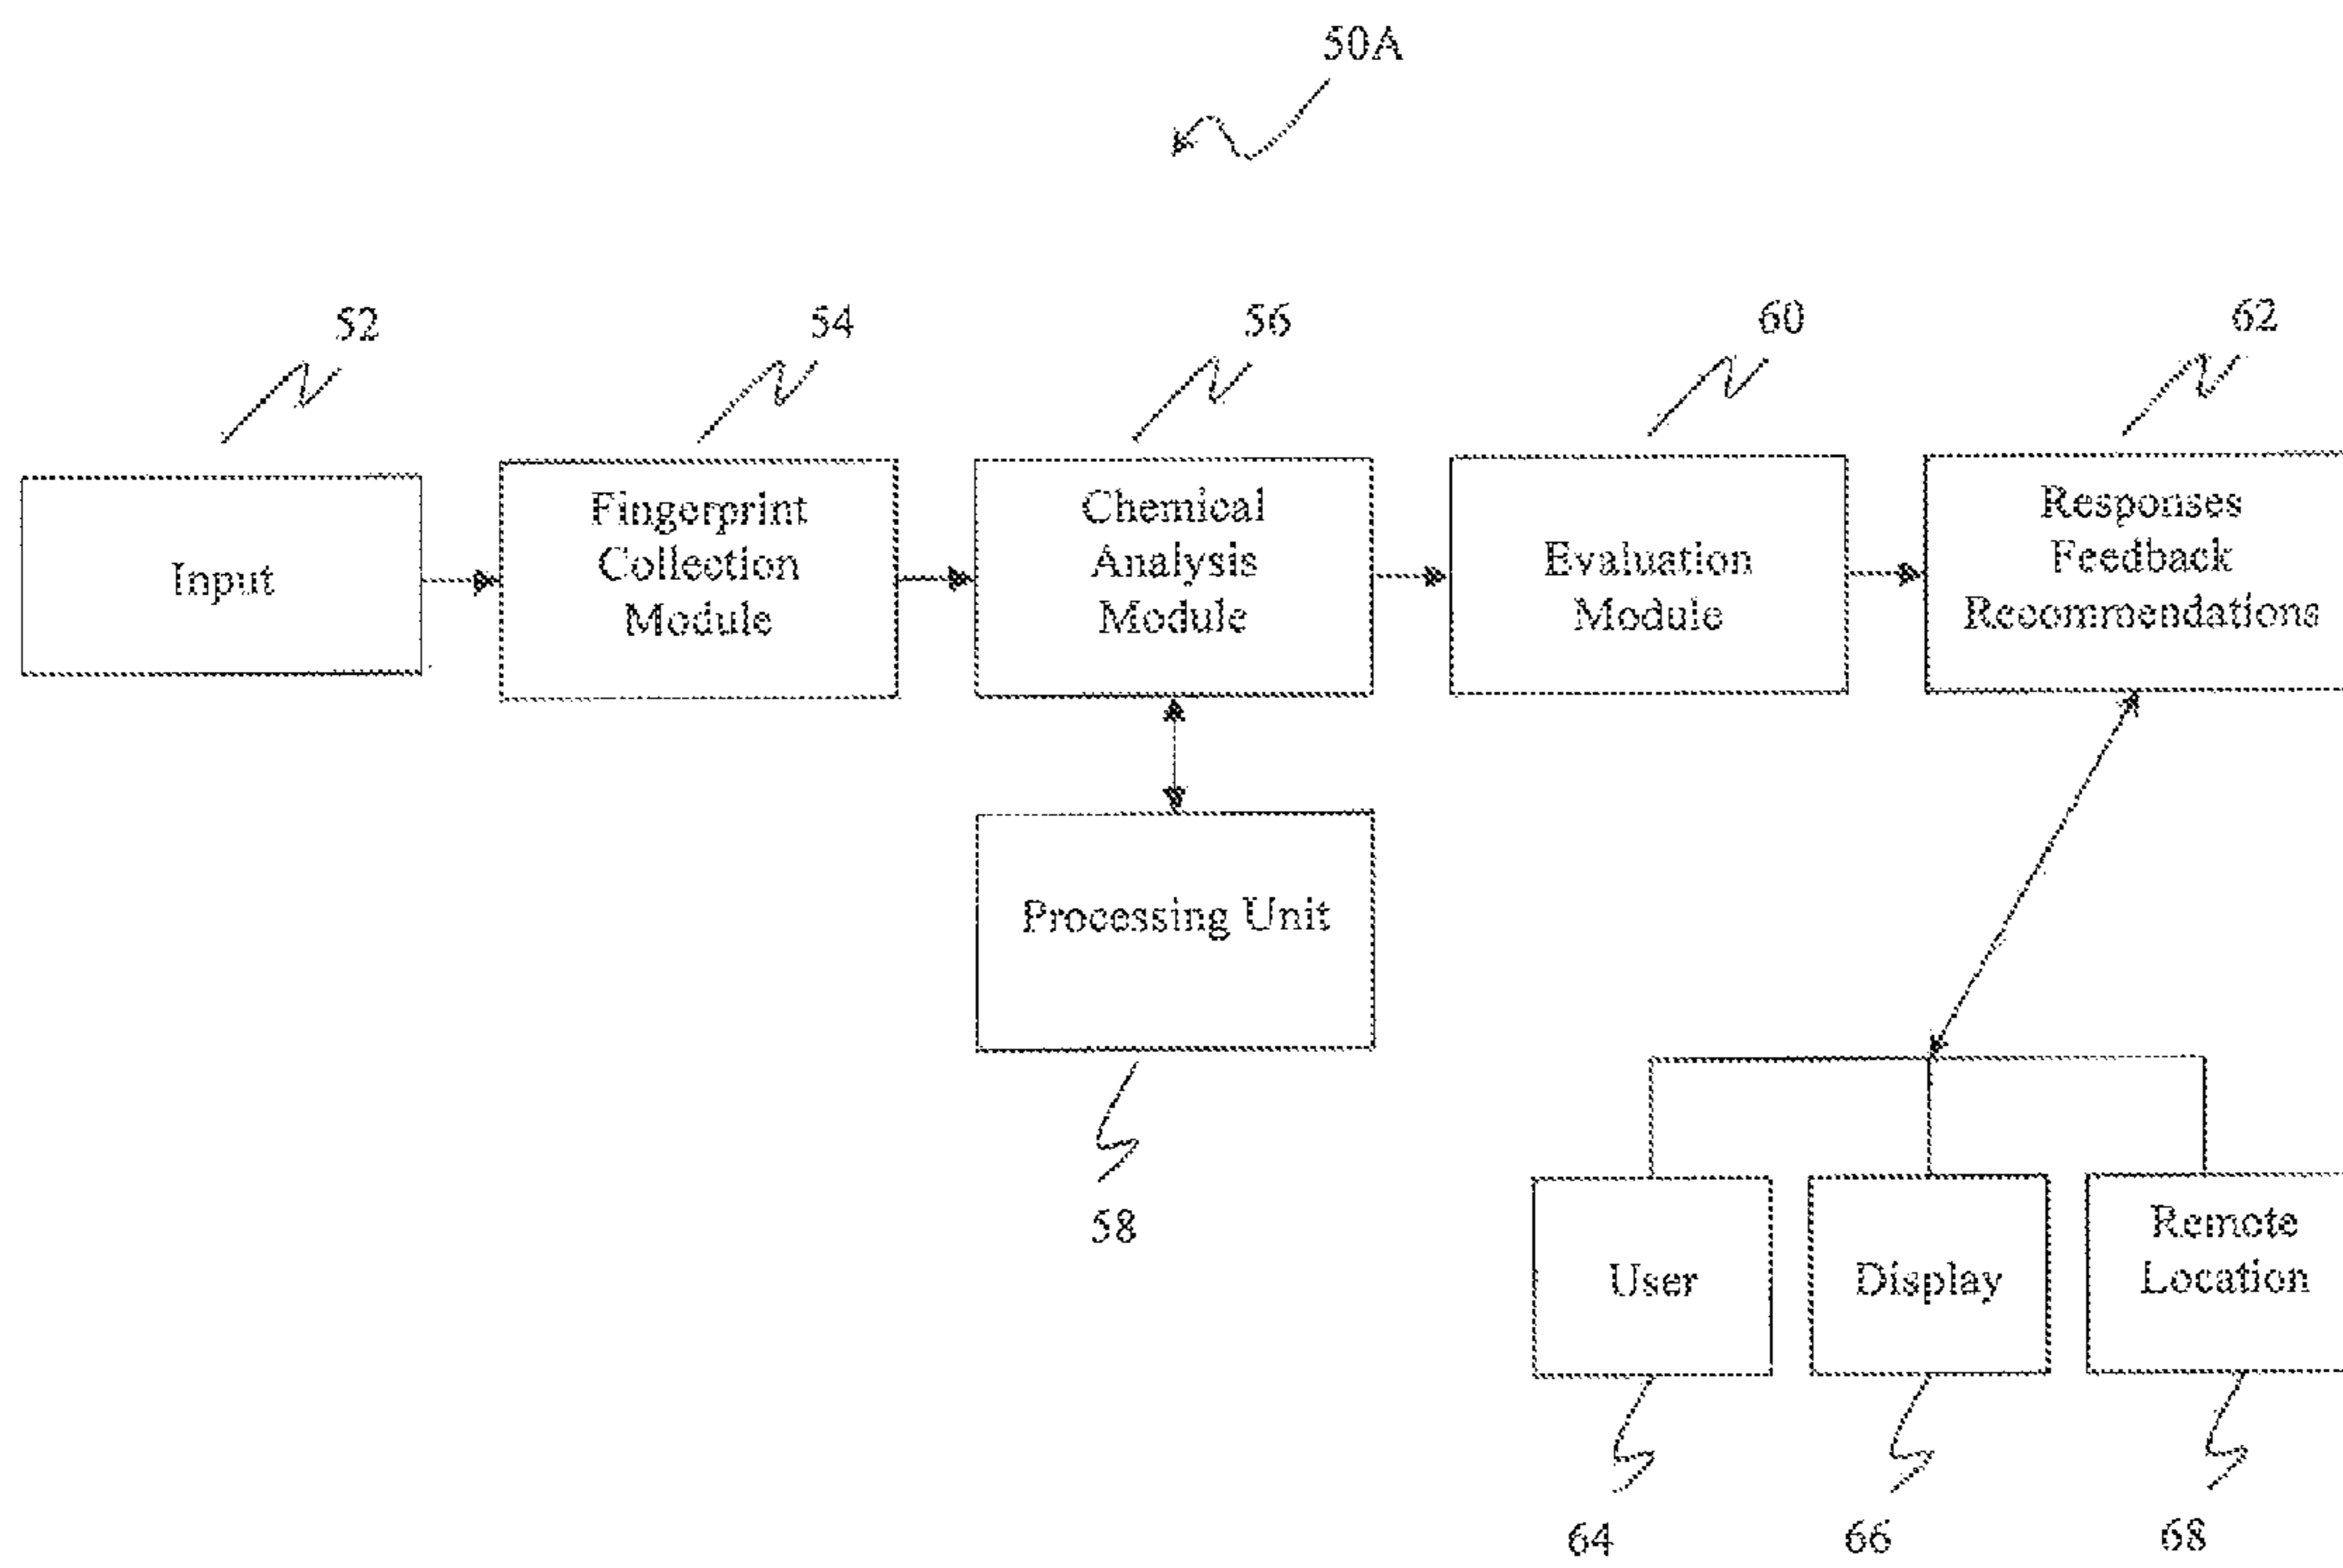 50A
52
54
56
60
62
Input
Fingerprint
Collection
Module
Chemical
Analysis
Module
Evaluation
Module
Responses
Feedback
Recommendations
Processing Unit
58
User
Display
Remote
Location
64
66
68